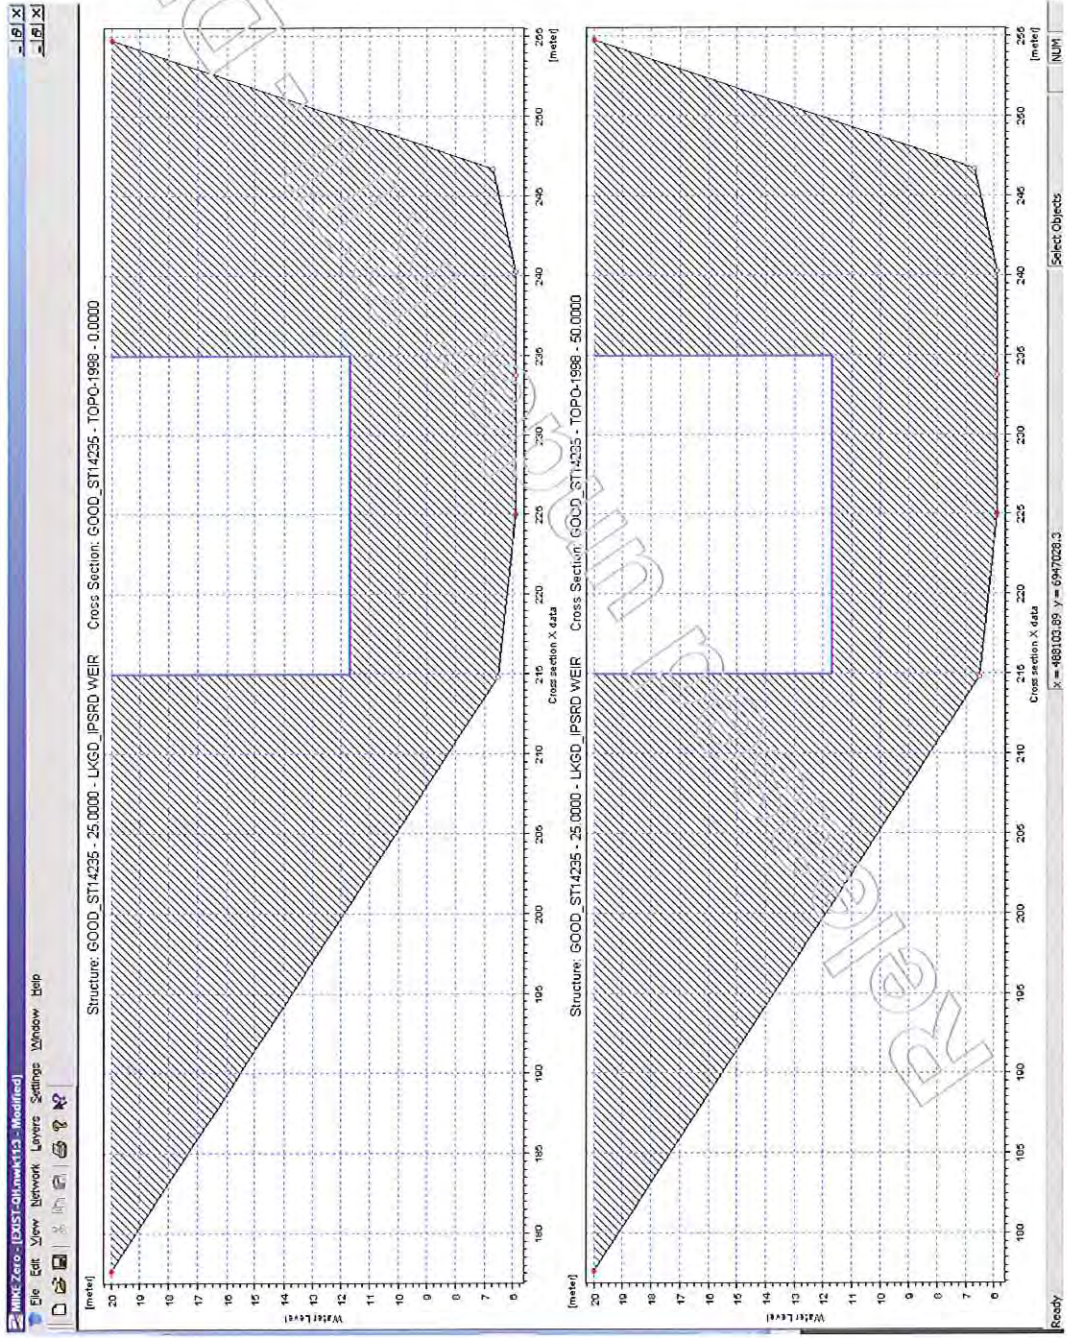 MIKE Zero - [EXIST-QH.nwk11:3 - Modified]
File Edit View Network Layers Settings Window Help
Structure: GOOD_ST14235 - 25.0000 - LKGD_IPSRD WEIR Cross Section: GOOD_ST14235 - TOPO-1998 - 0.0000
[meter]
20
19
18
17
16
15
14
13
12
11
10
9
8
7
6
Water Level
180 185 190 195 200 205 210 215 220 225 230 235 240 245 250 255
Cross section X data
[meter]
Structure: GOOD_ST14235 - 25.0000 - LKGD_IPSRD WEIR Cross Section: GOOD_ST14235 - TOPO-1998 - 50.0000
[meter]
20
19
18
17
16
15
14
13
12
11
10
9
8
7
6
Water Level
180 185 190 195 200 205 210 215 220 225 230 235 240 245 250 255
Cross section X data
[meter]
Ready
x = 488103.89 y = 6947028.3
Select Objects
NUM